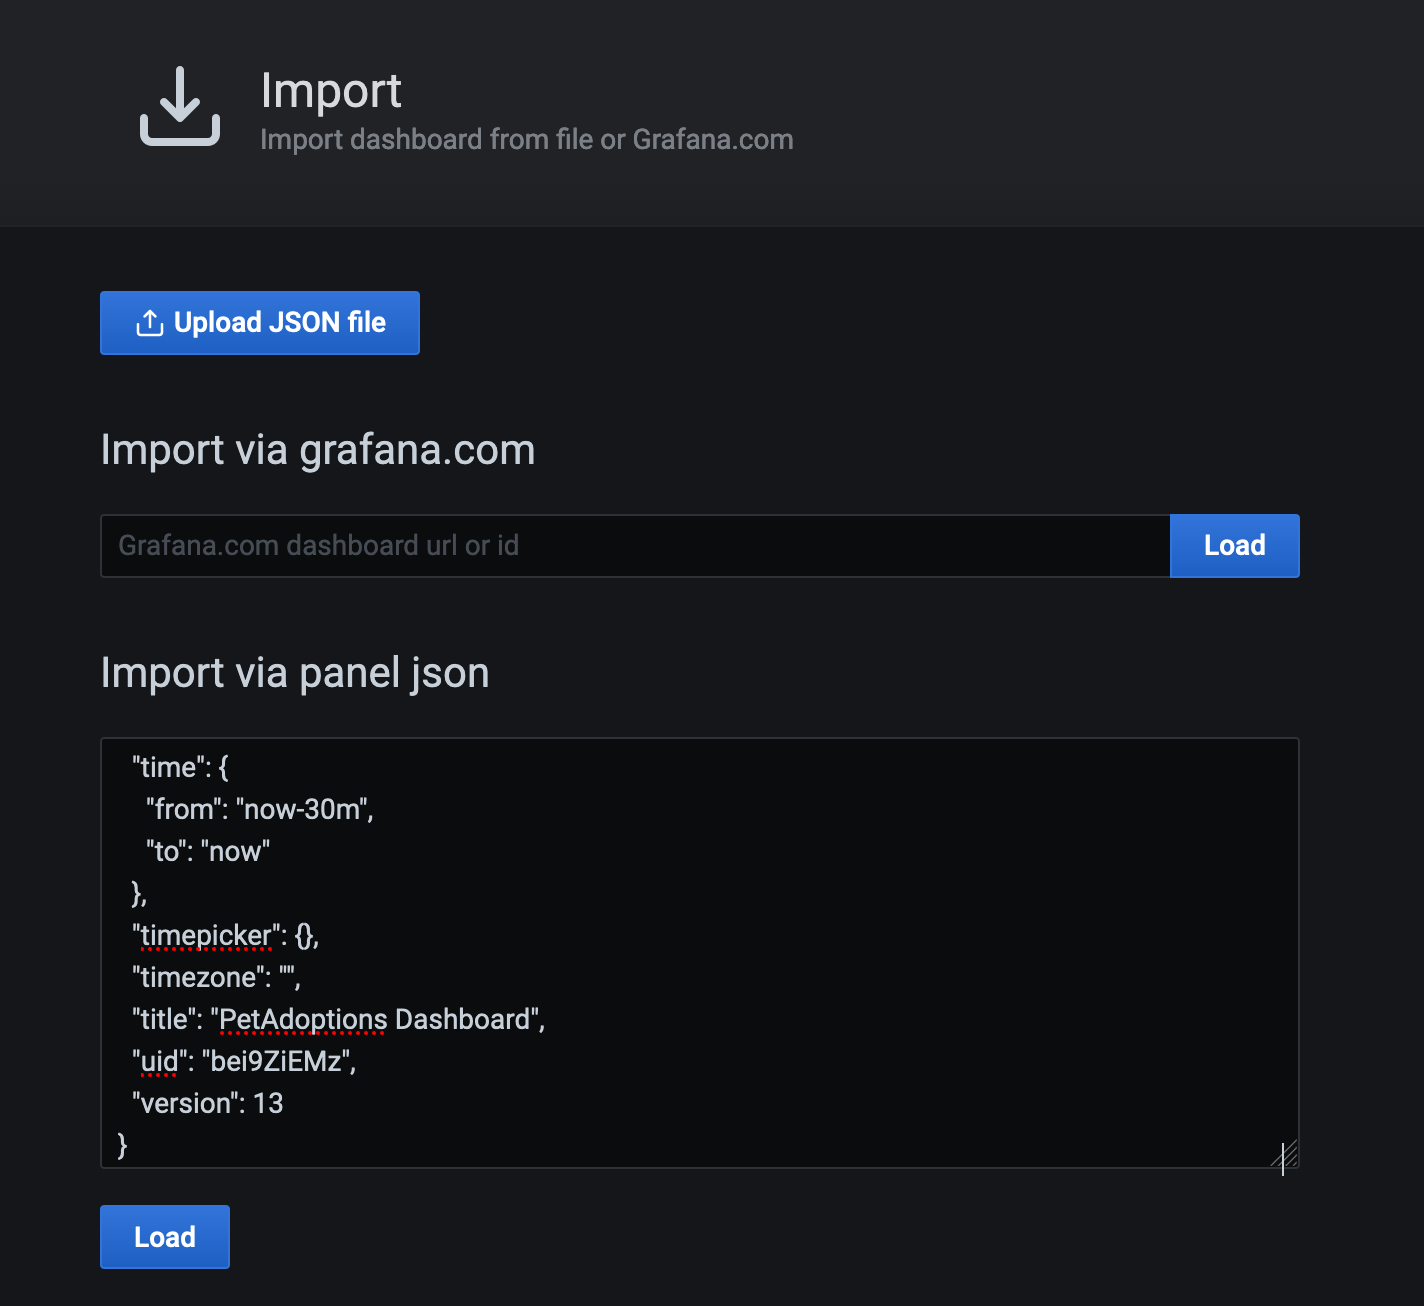 Import
Import dashboard from file or Grafana.com
Upload JSON file
Import via grafana.com
Grafana.com dashboard url or id
Load
Import via panel json
"time": {
"from": "now-30m",
"to": "now"
},
"timepicker": {},
"timezone": "",
"title": "PetAdoptions Dashboard",
"uid": "bei9ZiEMz",
"version": 13
}
Load